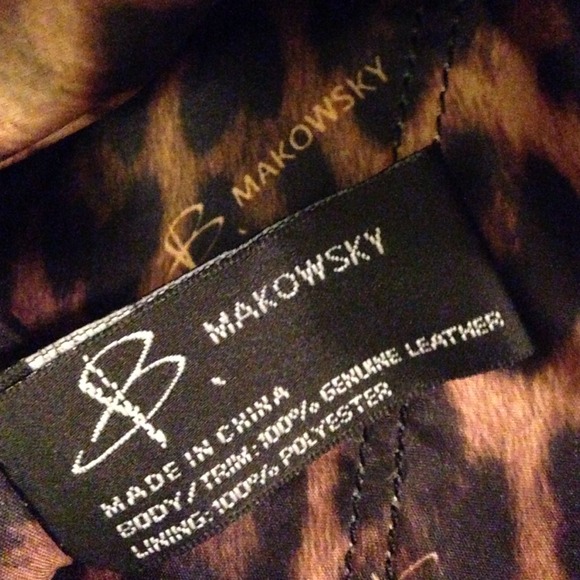 B. MAKOWSKY
B. MAKOWSKY
MADE IN CHINA
BODY/TRIM: 100% GENUINE LEATHER
LINING: 100% POLYESTER